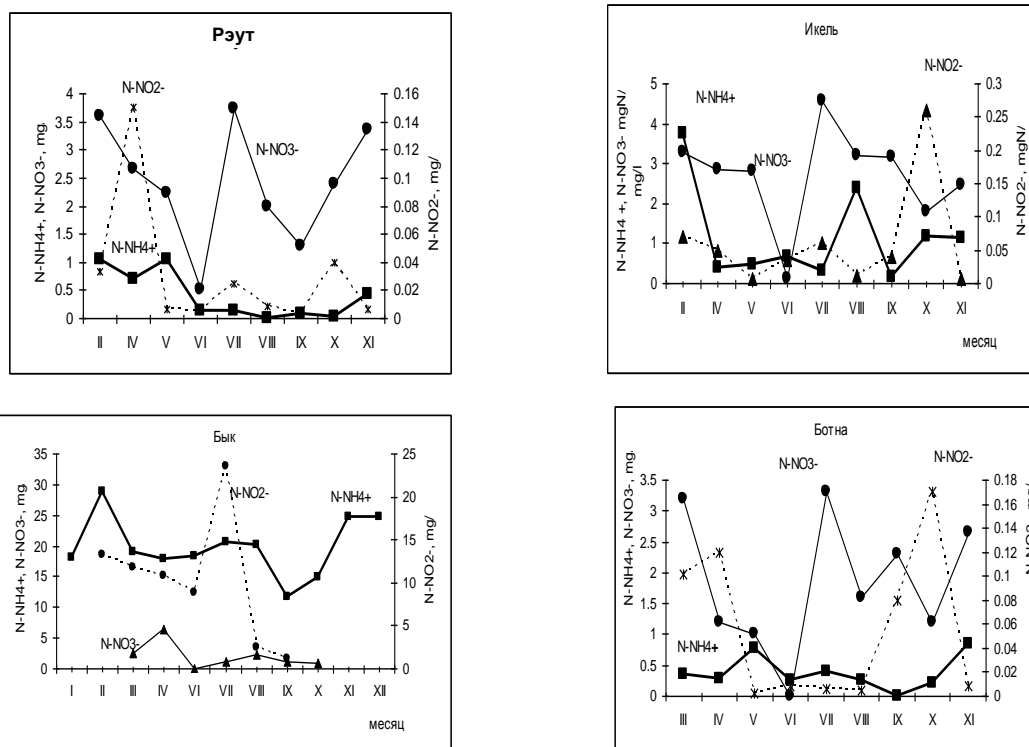 Рэут
N-NO2-
N-NO3-
N-NH4+
N-NH4+, N-NO3-, mg.
N-NO2-, mg/
4
3.5
3
2.5
2
1.5
1
0.5
0
0.16
0.14
0.12
0.1
0.08
0.06
0.04
0.02
0
II IV V VI VII VIII IX X XI
Икель
N-NH4+
N-NO2-
N-NO3-
N-NH4 +, N-NO3- mgN/
mg/l
N-NO2-, mgN/
5
4
3
2
1
0
0.3
0.25
0.2
0.15
0.1
0.05
0
II IV V VI VII VIII IX X XI
месяц
Бык
N-NO2-
N-NH4+
N-NO3-
N-NH4+, N-NO3-, mg.
N-NO2-, mg/
35
30
25
20
15
10
5
0
25
20
15
10
5
0
I II III IV VI VII VIII IX X XI XII
месяц
Ботна
N-NO3-
N-NO2-
N-NH4+
N-NH4+, N-NO3-, mg.
N-NO2-, mg/
3.5
3
2.5
2
1.5
1
0.5
0
0.18
0.16
0.14
0.12
0.1
0.08
0.06
0.04
0.02
0
III IV V VI VII VIII IX X XI